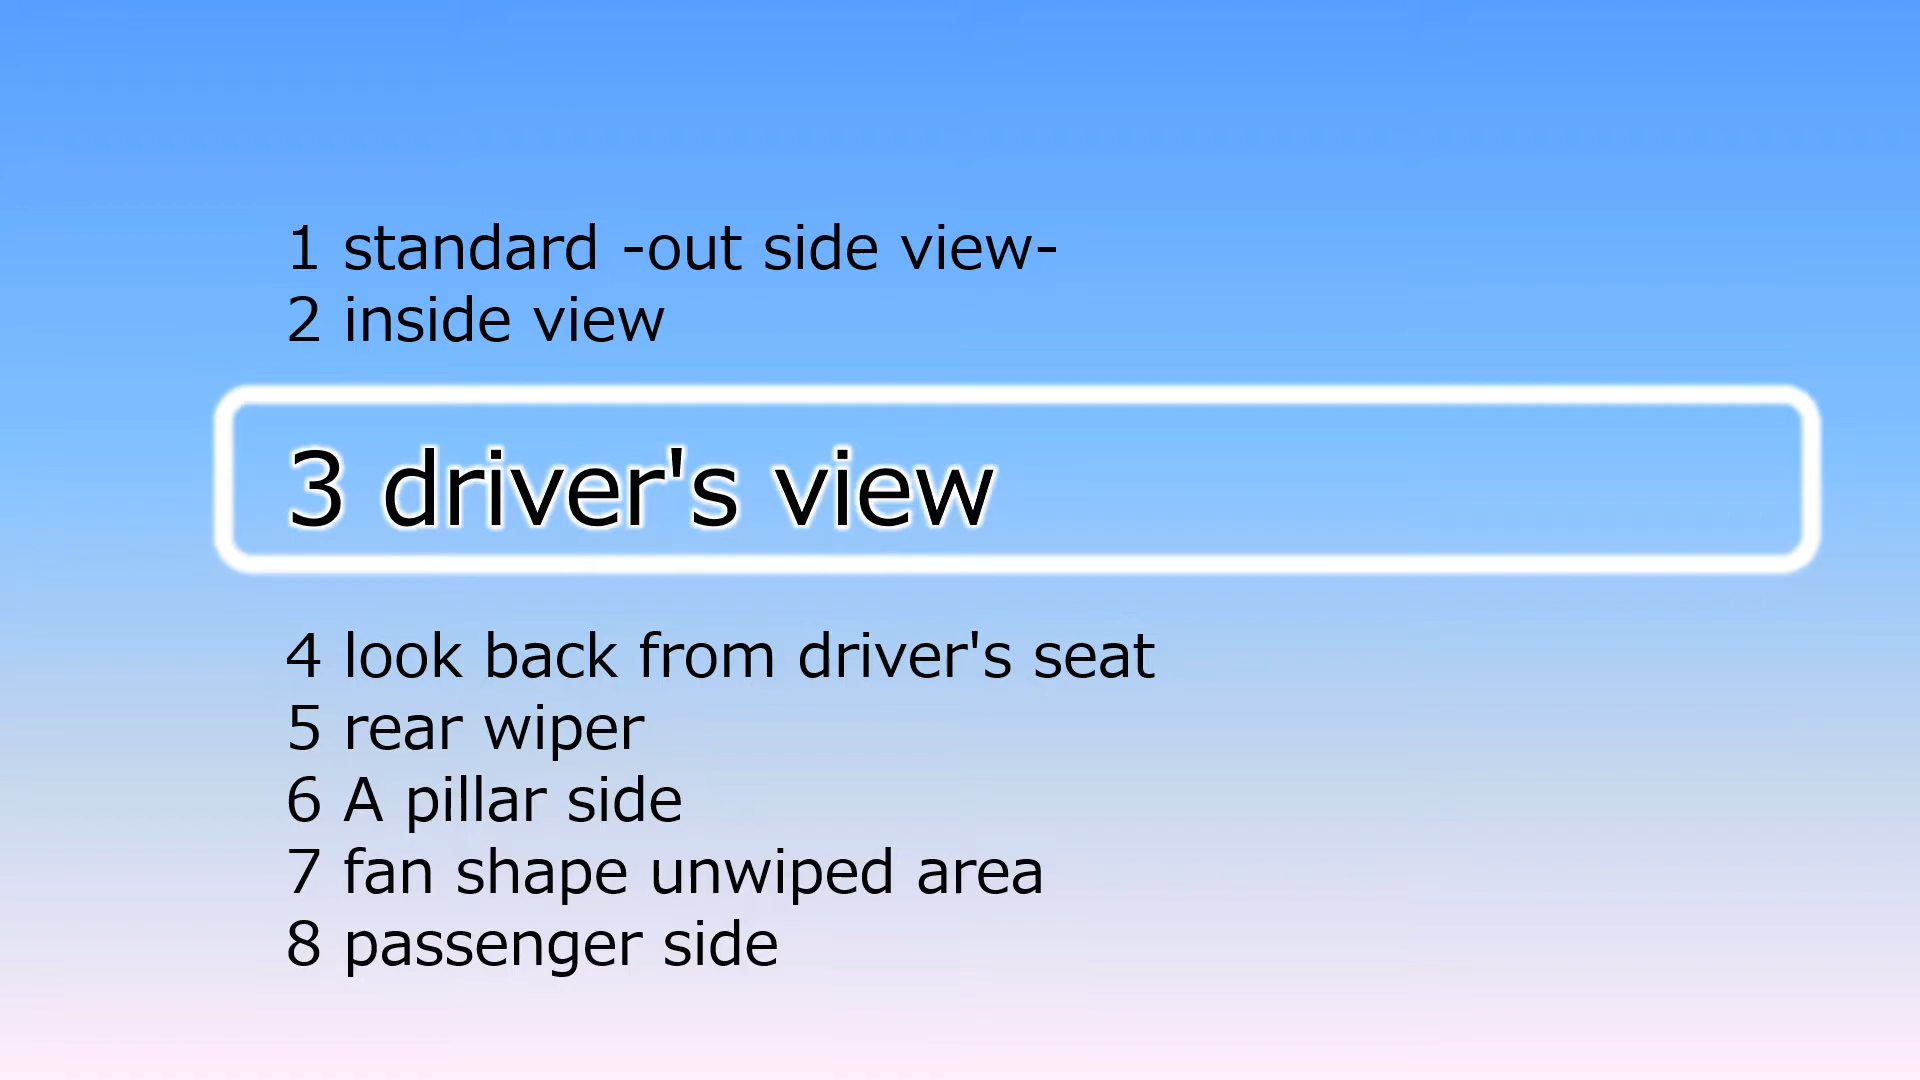 1 standard -out side view-
2 inside view
3 driver's view
4 look back from driver's seat
5 rear wiper
6 A pillar side
7 fan shape unwiped area
8 passenger side